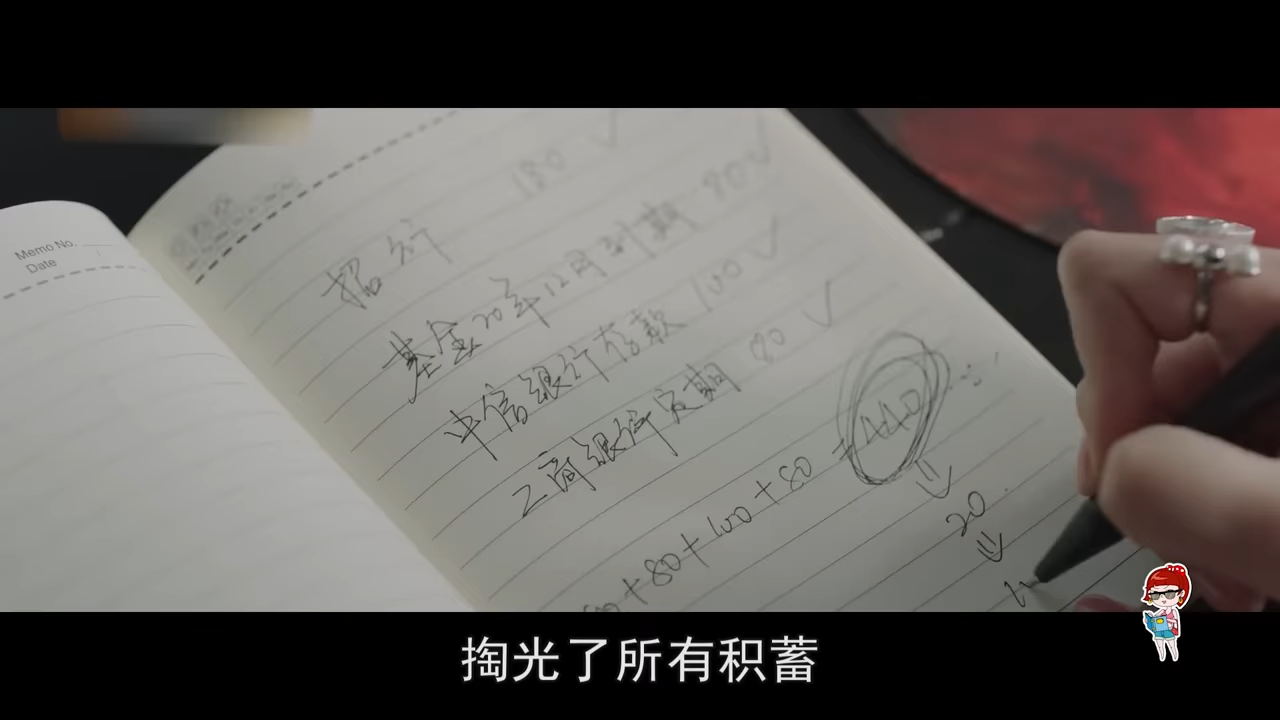 Memo No.
Date
招行 180 ✓
基金20年12月到期 80 ✓
中信银行存款 100 ✓
工商银行定期 80 ✓
+80+100+80=440
20
掏光了所有积蓄